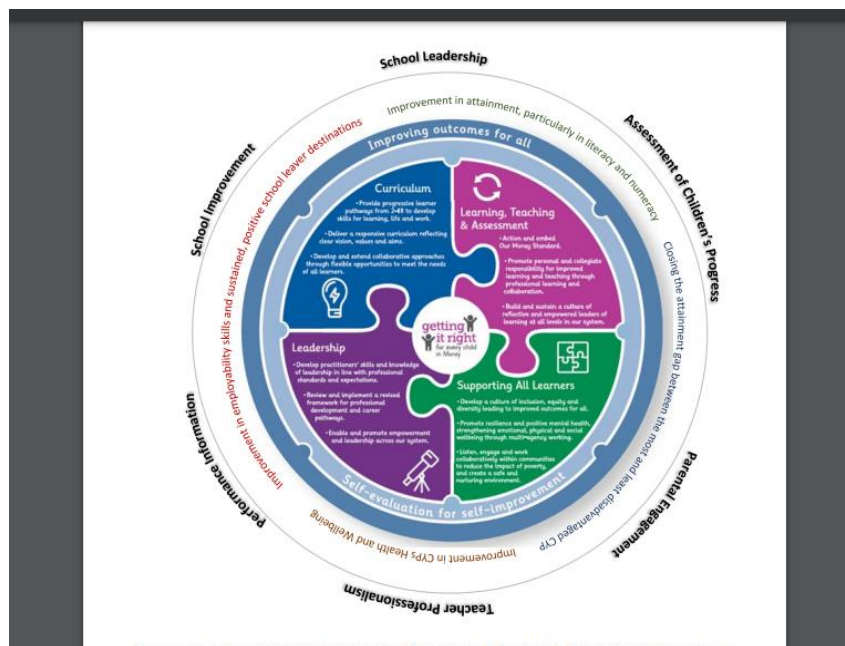 School Leadership
Assessment of Children's Progress
Parental Engagement
Teacher Professionalism
Performance Information
School Improvement
Improvement in attainment, particularly in literacy and numeracy
Closing the attainment gap between the most and least disadvantaged CYP
Improvement in CYPs Health and Wellbeing
Improvement in employability skills and sustained, positive school leaver destinations
Improving outcomes for all
Curriculum
•Provide progressive learner
pathways from 2-18 to develop
skills for learning, life and work.
•Deliver a responsive curriculum reflecting
clear vision, values and aims.
•Develop and extend collaborative approaches
through flexible opportunities to meet the needs
of all learners.
Learning, Teaching
& Assessment
•Action and embed
Our Moray Standard.
•Promote personal and collegiate
responsibility for improved
learning and teaching through
professional learning and
collaboration.
•Build and sustain a culture of
reflective and empowered leaders of
learning at all levels in our system.
getting
it right
for every child
in Moray
Leadership
•Develop practitioners' skills and knowledge
of leadership in line with professional
standards and expectations.
•Review and implement a revised
framework for professional
development and career
pathways.
•Enable and promote empowerment
and leadership across our system.
Supporting All Learners
•Develop a culture of inclusion, equity and
diversity leading to improved outcomes for all.
•Promote resilience and positive mental health,
strengthening emotional, physical and social
wellbeing through multi-agency working.
•Listen, engage and work
collaboratively within communities
to reduce the impact of poverty
and create a safe and
nurturing environment.
Self-evaluation for self-improvement